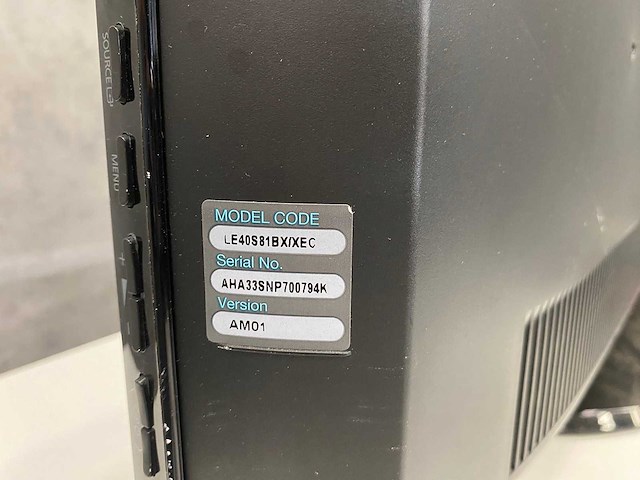 SOURCE
MENU
+
-
MODEL CODE
LE40S81BX/XEC
Serial No.
AHA33SNP700794K
Version
AM01